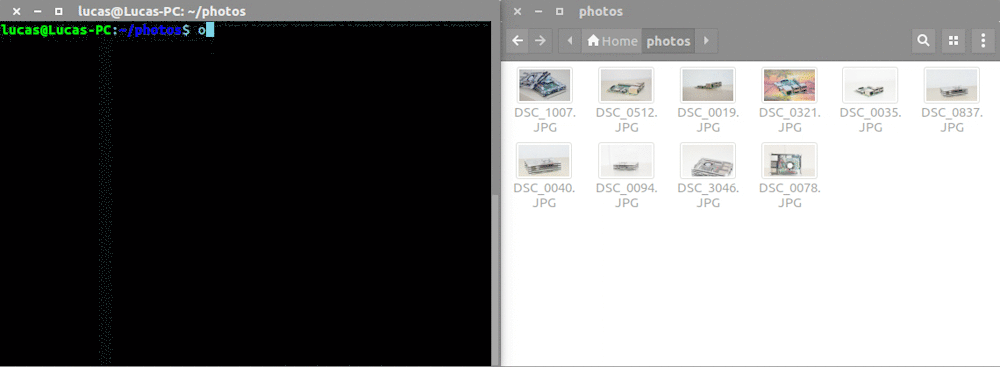 lucas@Lucas-PC: ~/photos
lucas@Lucas-PC:~/photos$ o
photos
Home photos
DSC_1007. DSC_0512. DSC_0019. DSC_0321. DSC_0035. DSC_0837.
JPG JPG JPG JPG JPG JPG
DSC_0040. DSC_0094. DSC_3046. DSC_0078.
JPG JPG JPG JPG